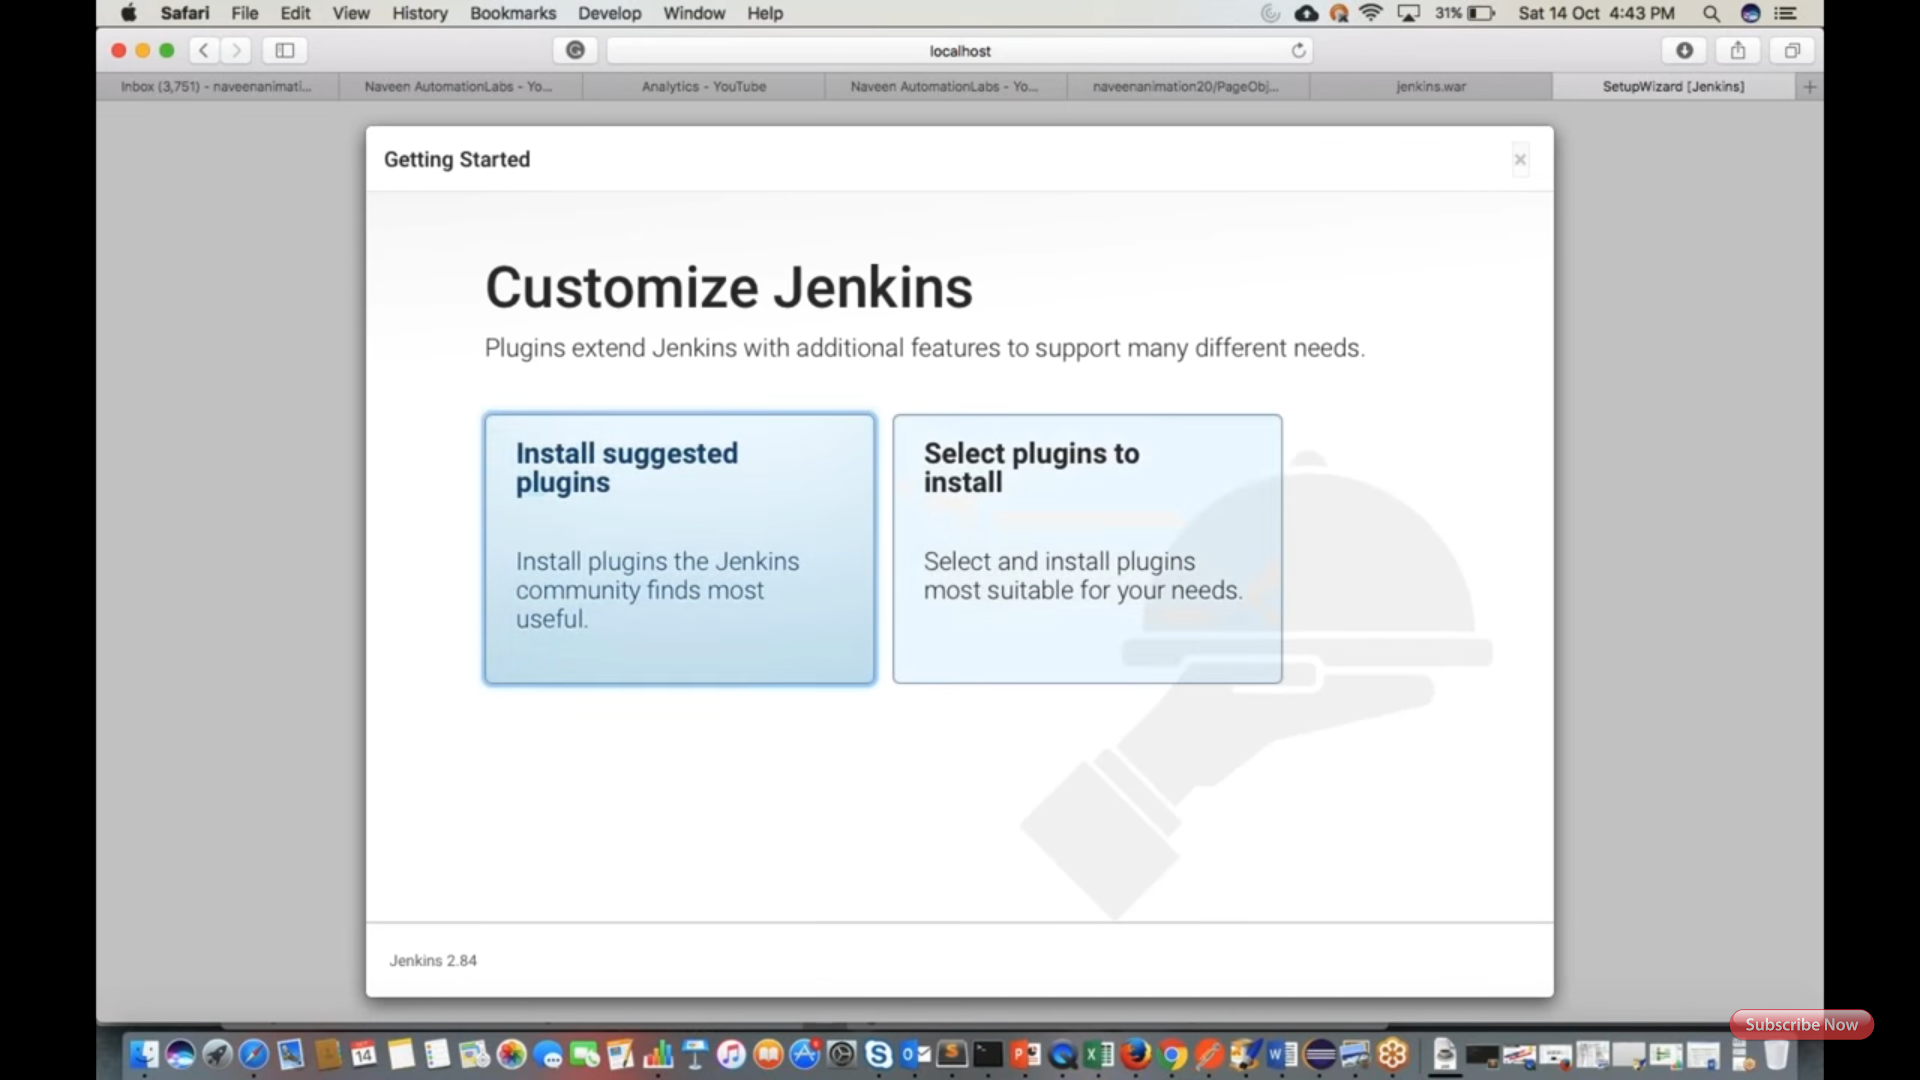 Safari File Edit View History Bookmarks Develop Window Help 31% Sat 14 Oct 4:43 PM
localhost
Inbox (3,751) - naveenanimati... Naveen AutomationLabs - Yo... Analytics - YouTube Naveen AutomationLabs - Yo... naveenanimation20/PageObj... jenkins.war SetupWizard [Jenkins]
Getting Started
Customize Jenkins
Plugins extend Jenkins with additional features to support many different needs.
Install suggested
plugins
Install plugins the Jenkins
community finds most
useful.
Select plugins to
install
Select and install plugins
most suitable for your needs.
Jenkins 2.84
Subscribe Now
14